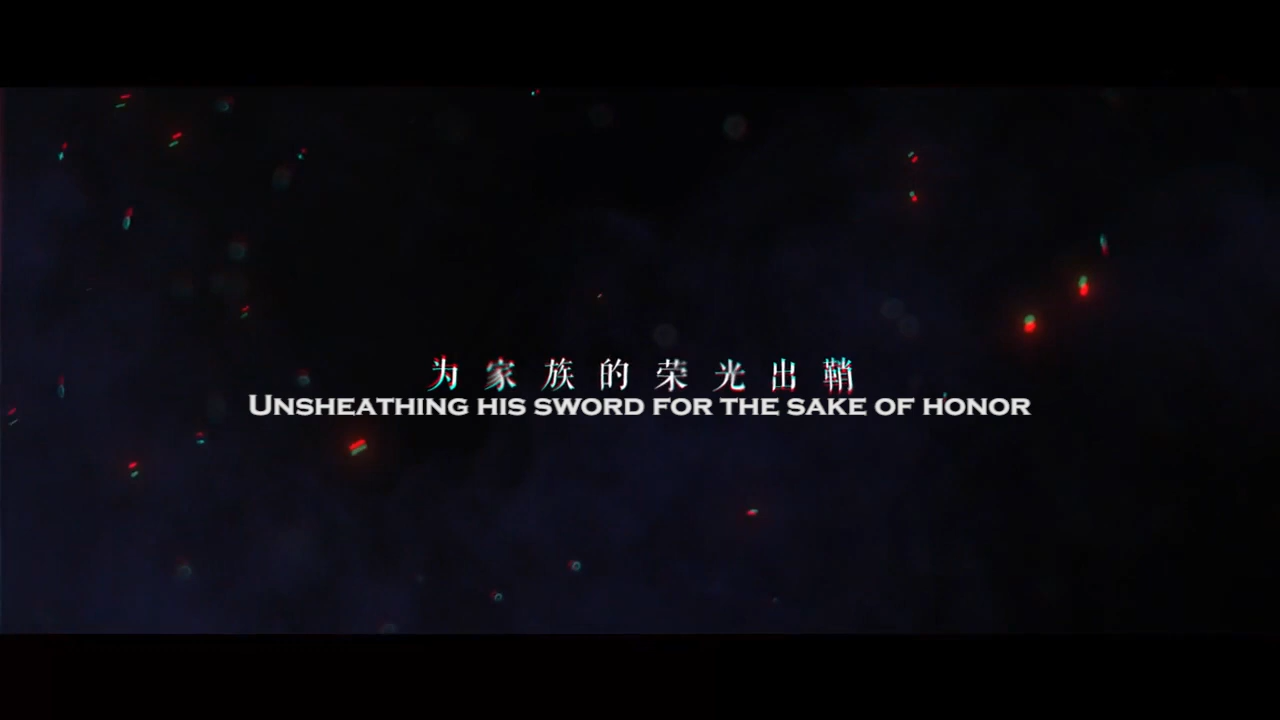 为家族的荣光出鞘
Unsheathing his sword for the sake of honor